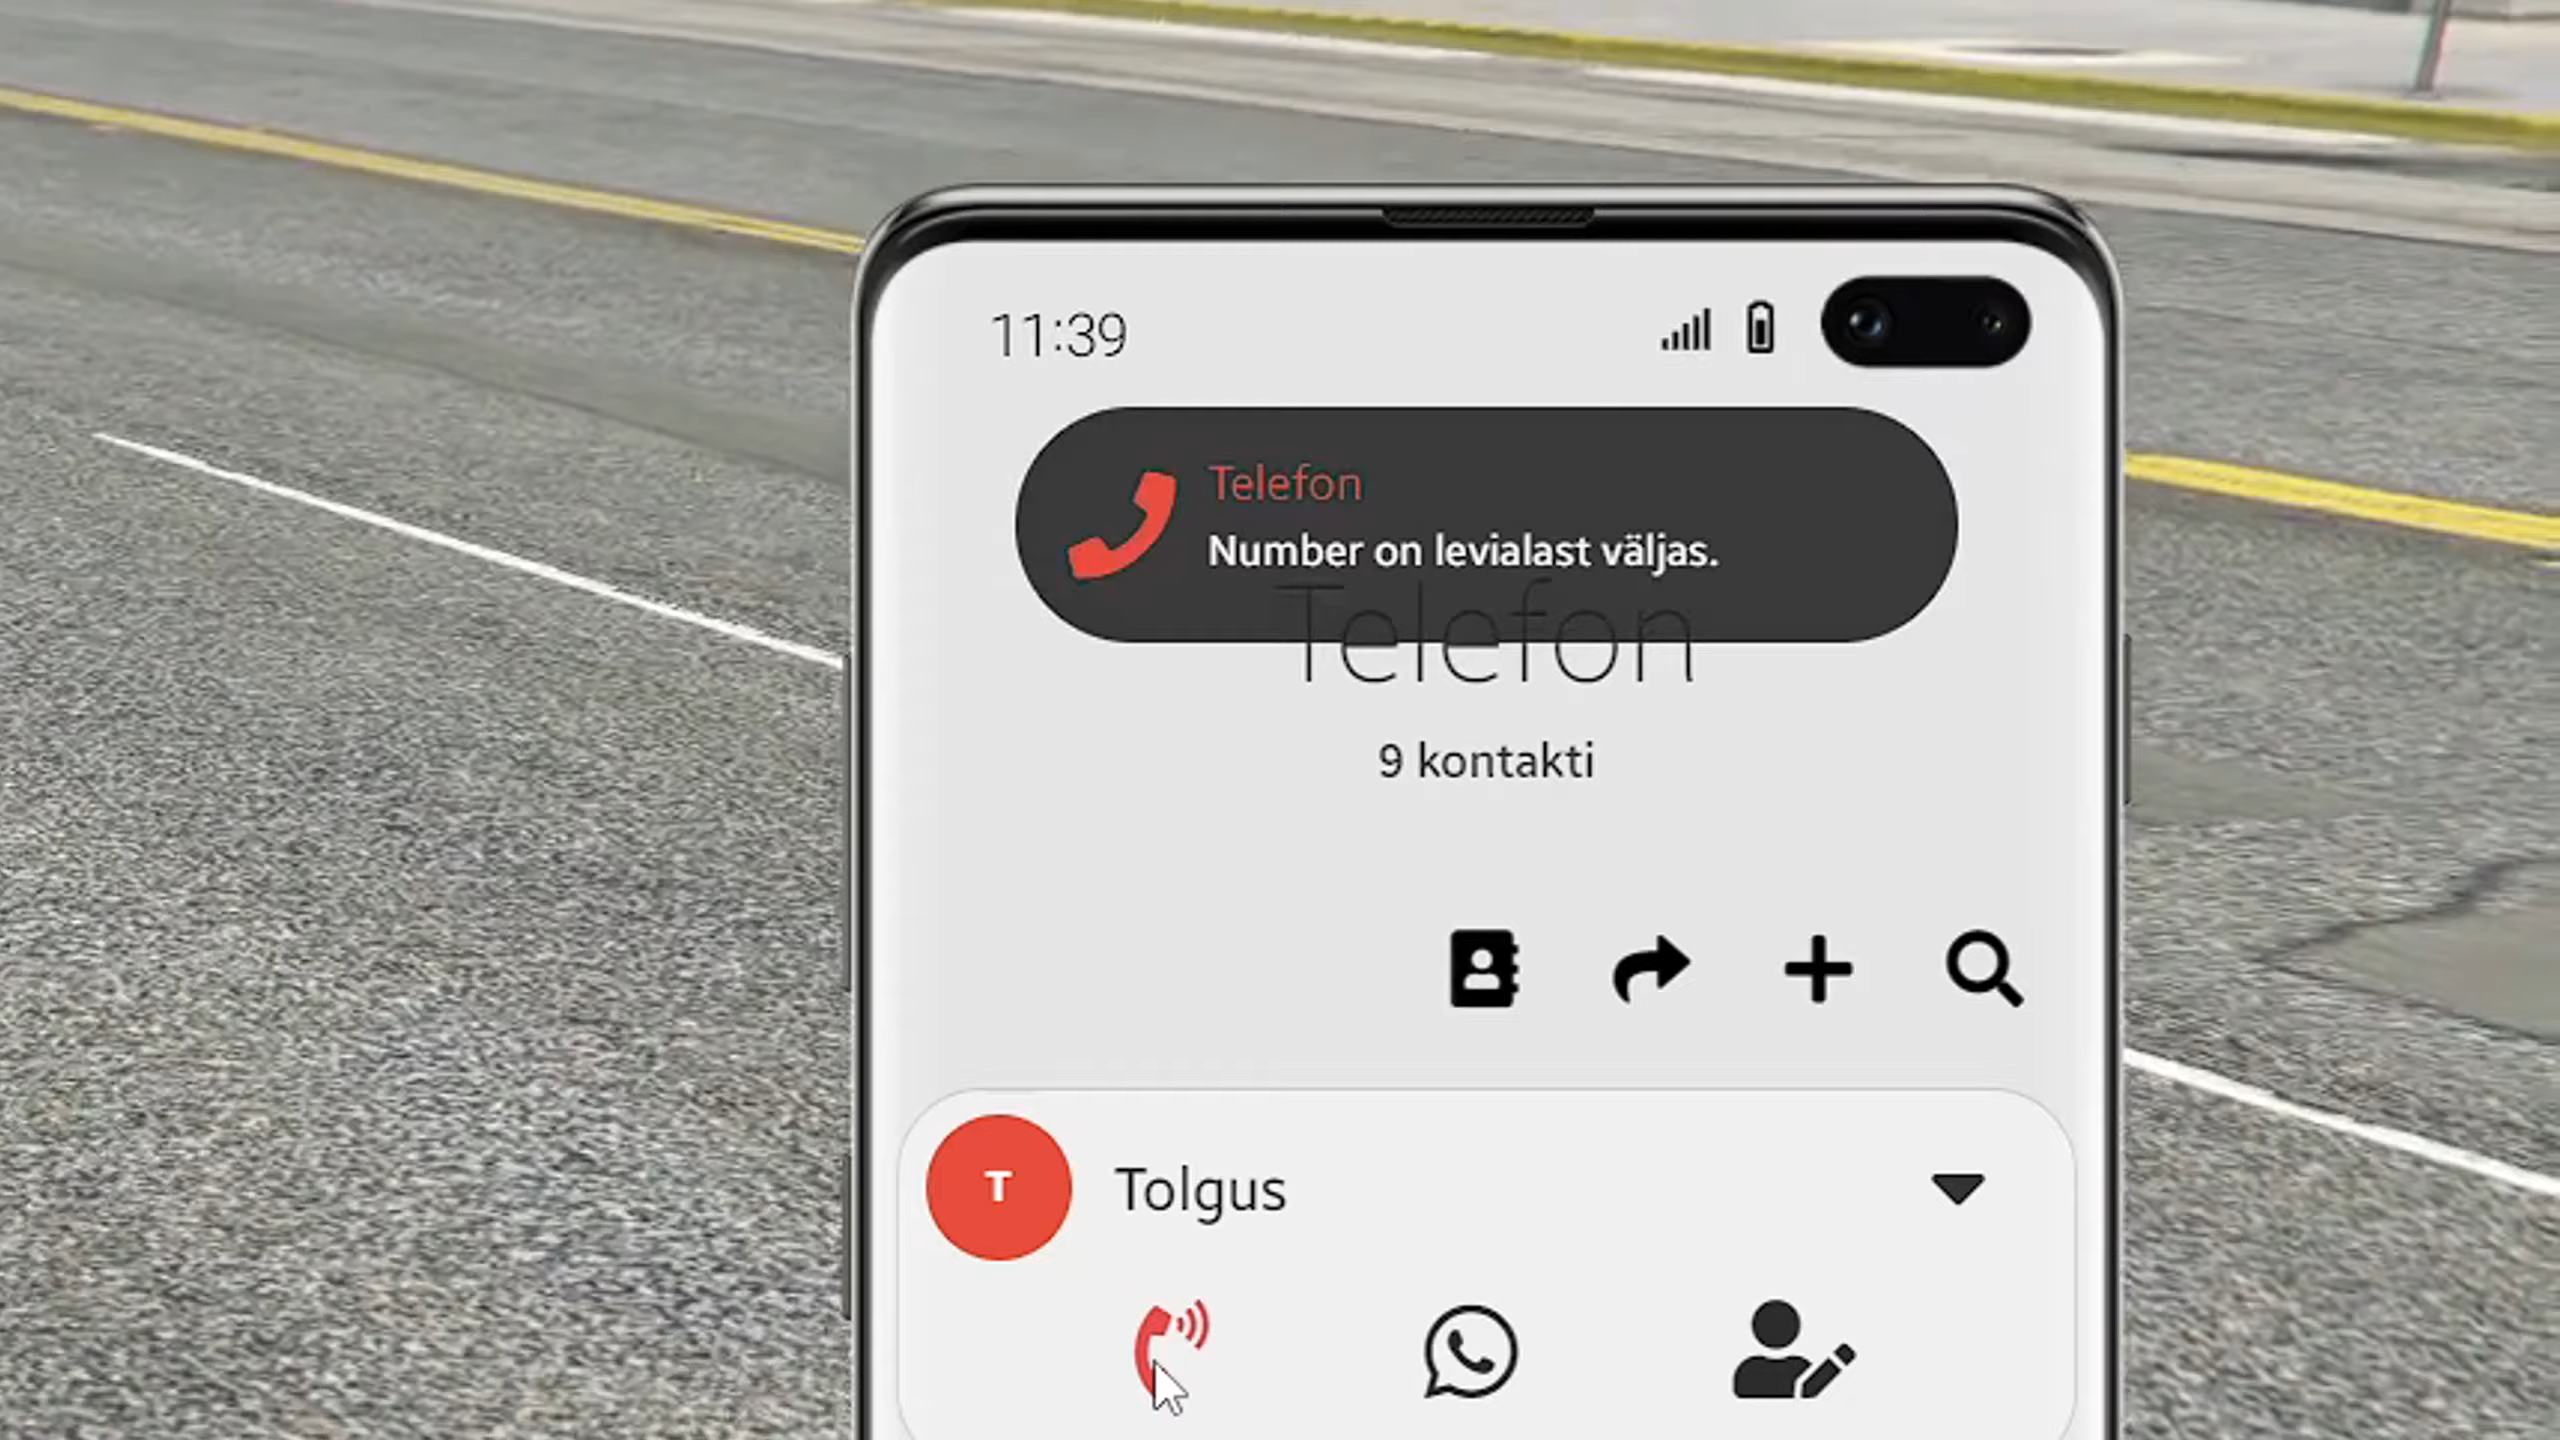 11:39
Telefon
Number on levialast väljas.
Telefon
9 kontakti
T
Tolgus